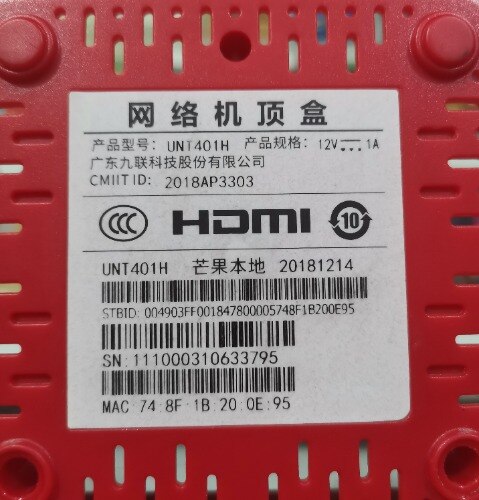 网络机顶盒
产品型号: UNT401H 产品规格: 12V⎓1A
广东九联科技股份有限公司
CMIIT ID: 2018AP3303
CCC HDMI 10
UNT401H 芒果本地 20181214
STBID: 004903FF001847800005748F1B200E95
SN:111000310633795
MAC:74:8F:1B:20:0E:95